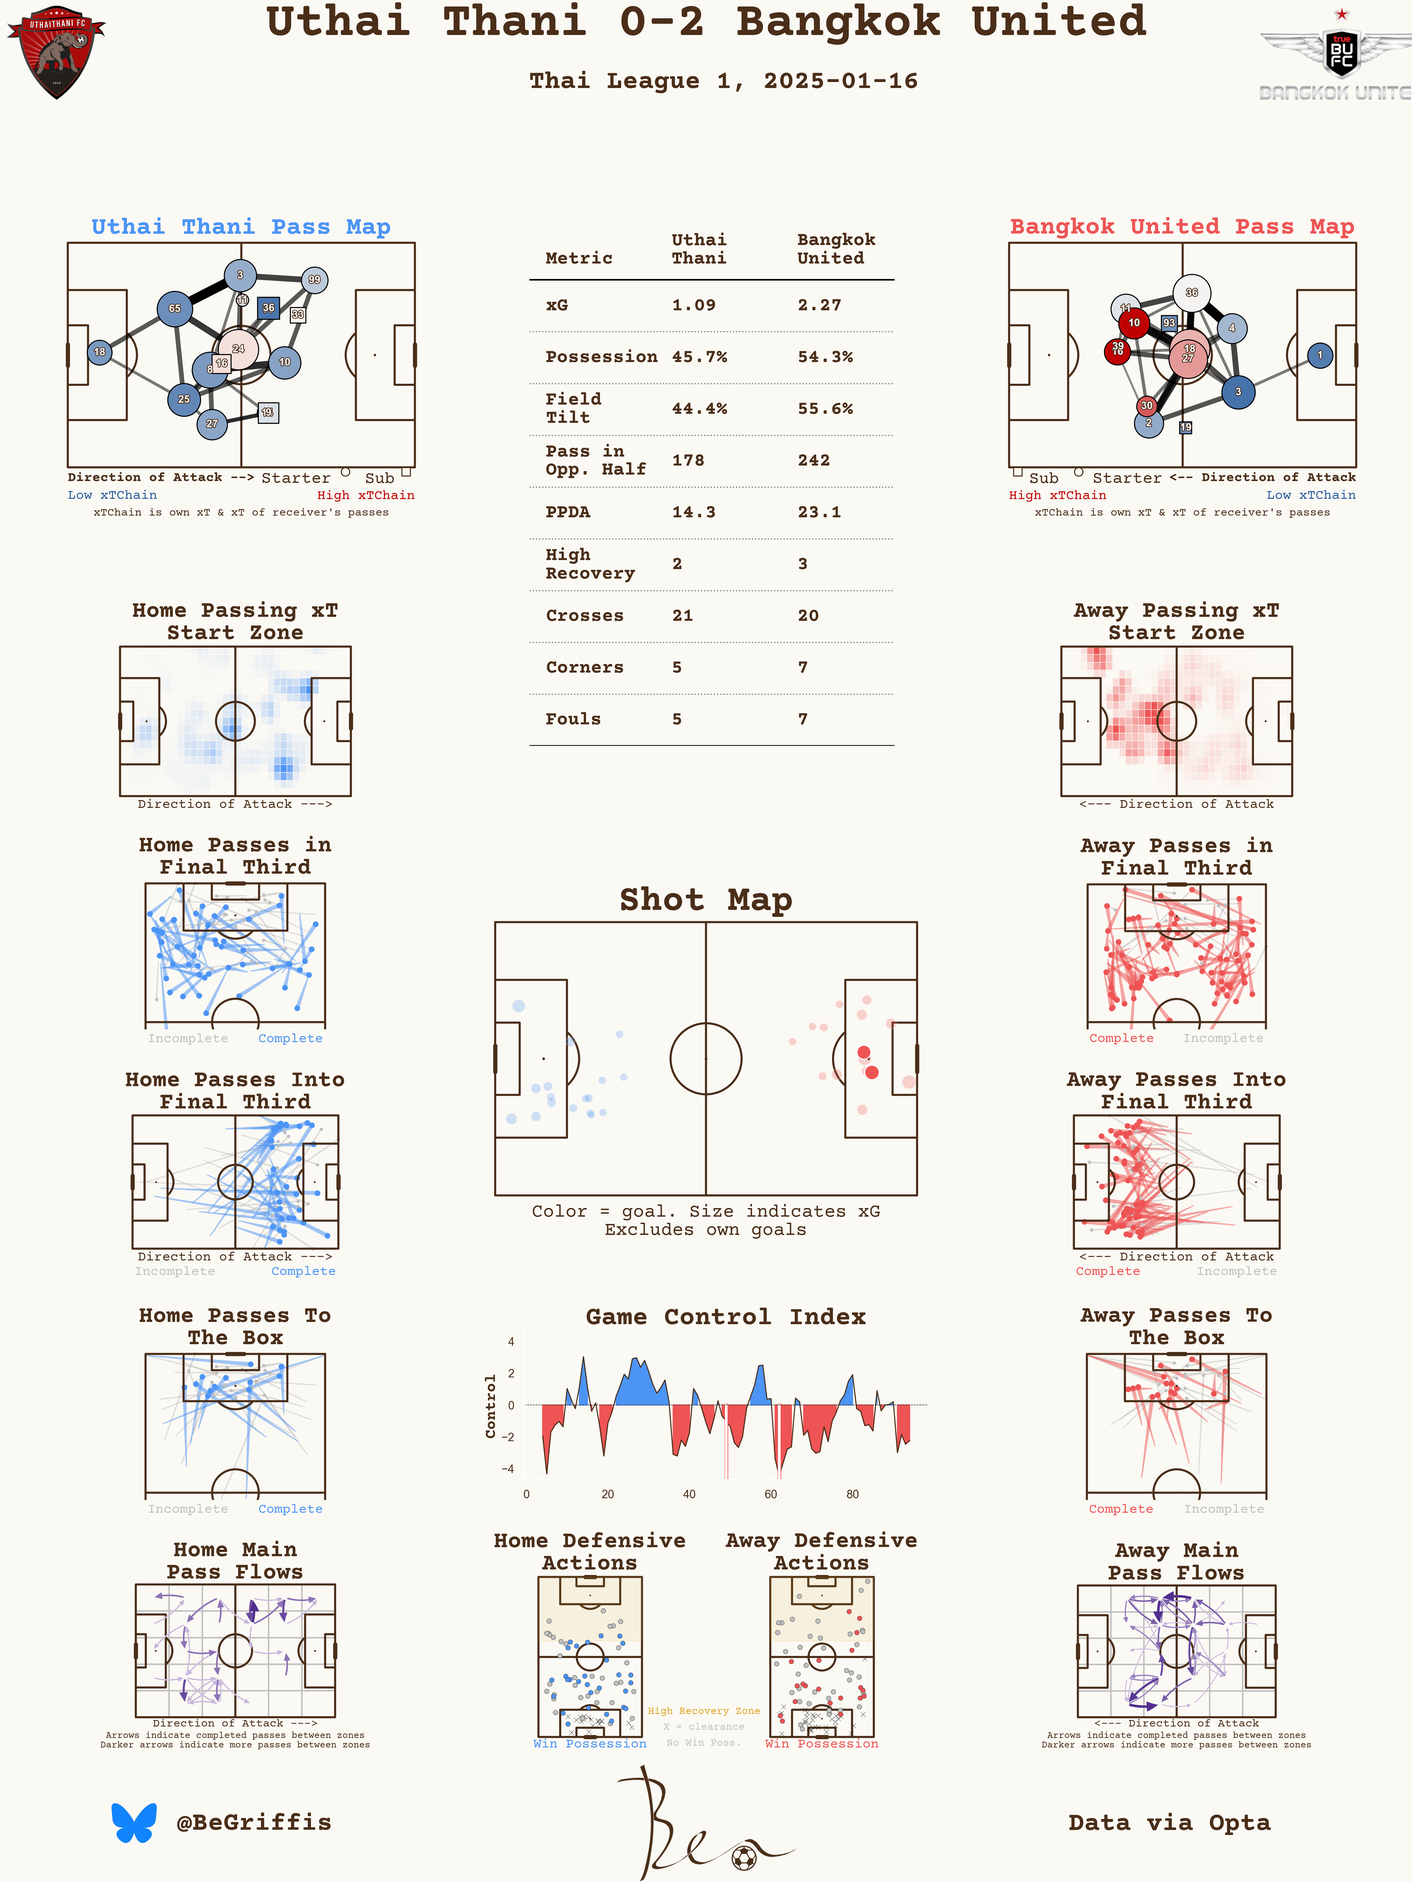 Uthai Thani 0-2 Bangkok United
Thai League 1, 2025-01-16
UTHAITHANI FC
true
BU
FC
BANGKOK UNITE
Uthai Thani Pass Map
3
99
11
36
33
65
18
24
16
8
10
25
27
Direction of Attack --> Starter Sub
Low xTChain High xTChain
xTChain is own xT & xT of receiver's passes
Metric Uthai Thani Bangkok United
xG 1.09 2.27
Possession 45.7% 54.3%
Field Tilt 44.4% 55.6%
Pass in Opp. Half 178 242
PPDA 14.3 23.1
High Recovery 2 3
Crosses 21 20
Corners 5 7
Fouls 5 7
Bangkok United Pass Map
36
11
10
93
4
39
18
27
1
3
30
2
19
Sub Starter <-- Direction of Attack
High xTChain Low xTChain
xTChain is own xT & xT of receiver's passes
Home Passing xT
Start Zone
Direction of Attack --->
Away Passing xT
Start Zone
<--- Direction of Attack
Home Passes in
Final Third
Incomplete Complete
Away Passes in
Final Third
Complete Incomplete
Shot Map
Color = goal. Size indicates xG
Excludes own goals
Home Passes Into
Final Third
Direction of Attack --->
Incomplete Complete
Away Passes Into
Final Third
<--- Direction of Attack
Complete Incomplete
Home Passes To
The Box
Incomplete Complete
Game Control Index
Control
4
2
0
−2
−4
0 20 40 60 80
Away Passes To
The Box
Complete Incomplete
Home Main
Pass Flows
Direction of Attack --->
Arrows indicate completed passes between zones
Darker arrows indicate more passes between zones
Home Defensive
Actions
Win Possession
High Recovery Zone
X = clearance
No Win Poss.
Away Defensive
Actions
Win Possession
Away Main
Pass Flows
<--- Direction of Attack
Arrows indicate completed passes between zones
Darker arrows indicate more passes between zones
@BeGriffis
Ben
Data via Opta